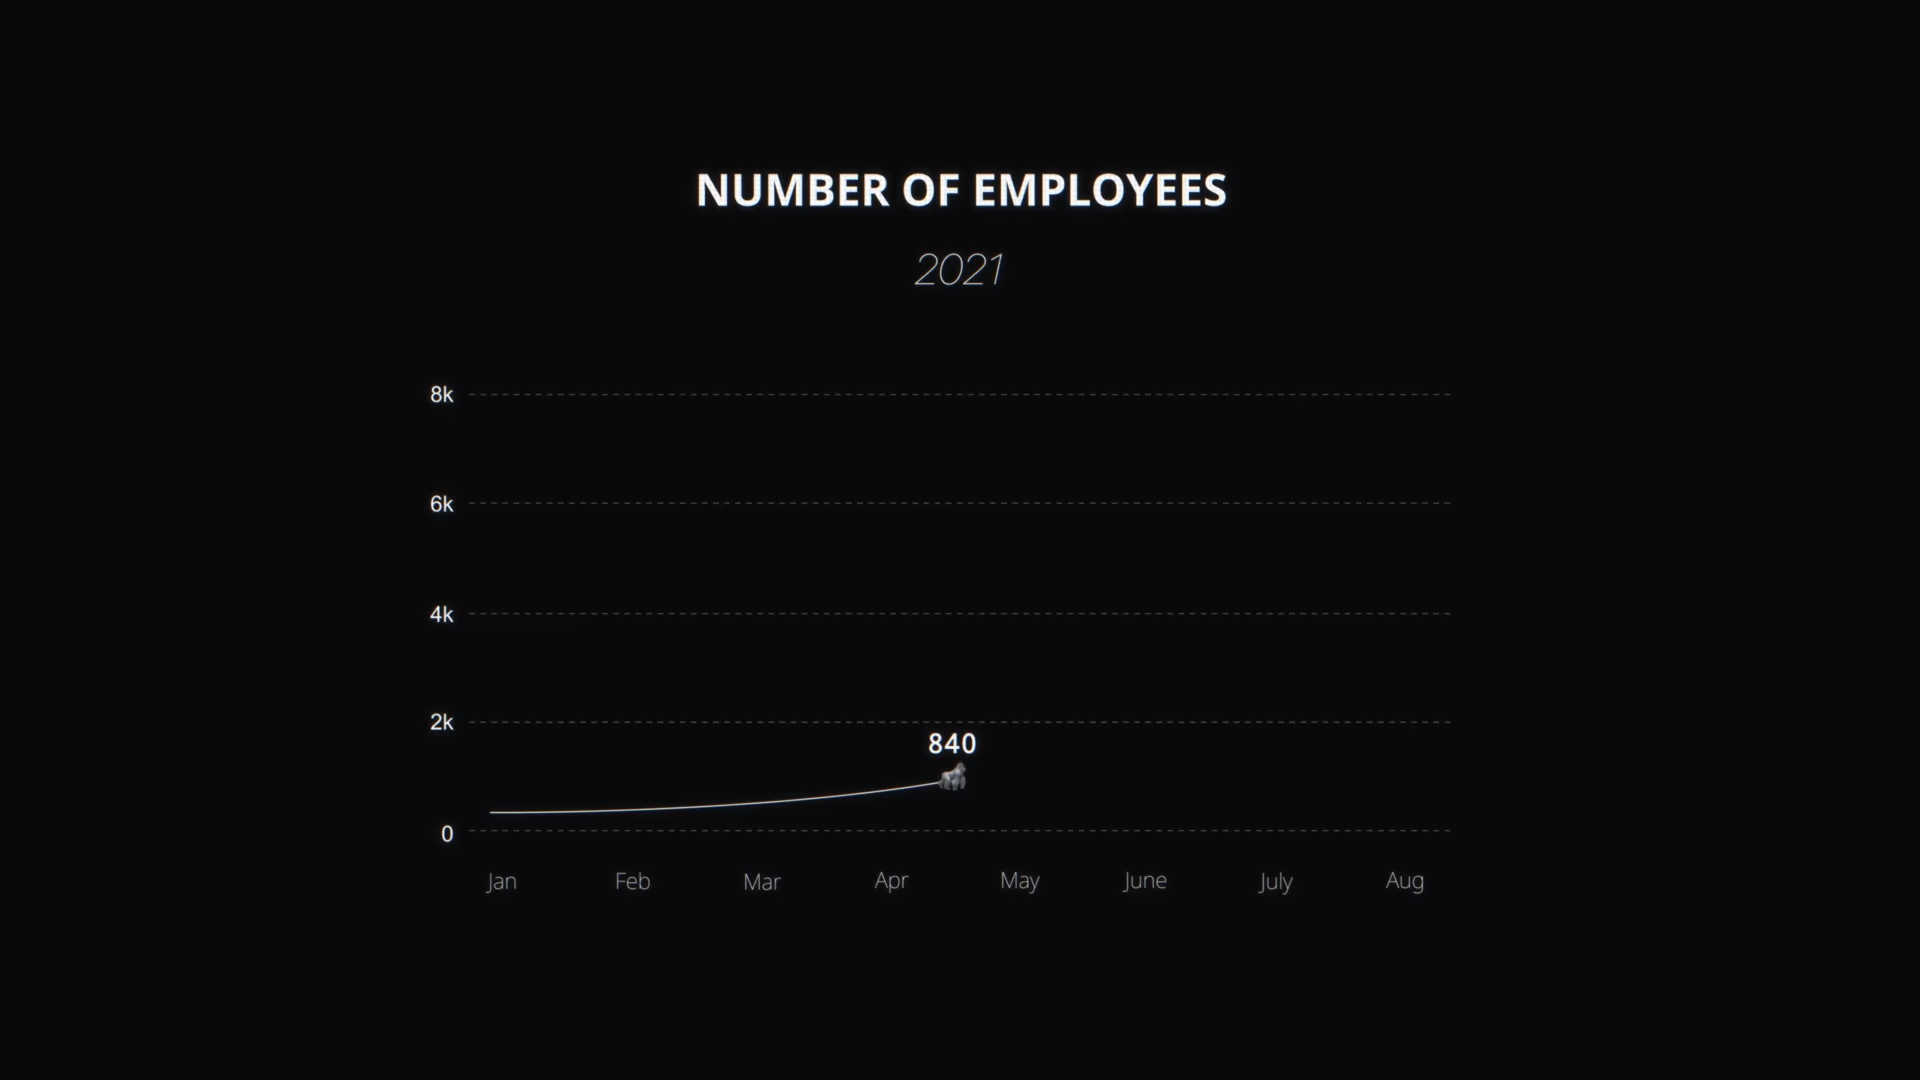 NUMBER OF EMPLOYEES
2021
8k
6k
4k
2k
840
0
Jan Feb Mar Apr May June July Aug